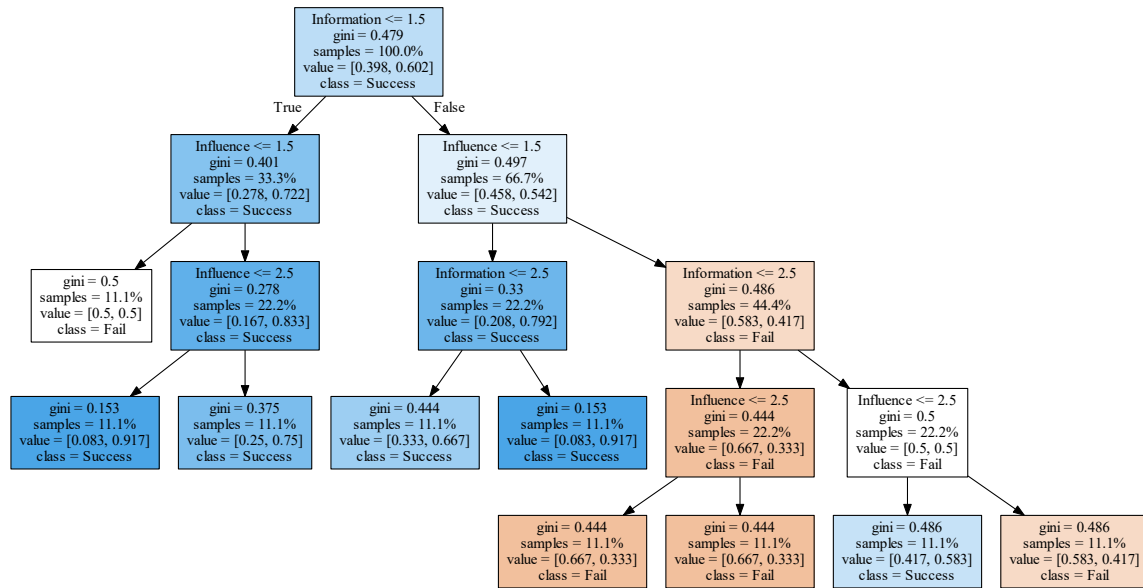 Information <= 1.5
gini = 0.479
samples = 100.0%
value = [0.398, 0.602]
class = Success
True
False
Influence <= 1.5
gini = 0.401
samples = 33.3%
value = [0.278, 0.722]
class = Success
Influence <= 1.5
gini = 0.497
samples = 66.7%
value = [0.458, 0.542]
class = Success
gini = 0.5
samples = 11.1%
value = [0.5, 0.5]
class = Fail
Influence <= 2.5
gini = 0.278
samples = 22.2%
value = [0.167, 0.833]
class = Success
Information <= 2.5
gini = 0.33
samples = 22.2%
value = [0.208, 0.792]
class = Success
Information <= 2.5
gini = 0.486
samples = 44.4%
value = [0.583, 0.417]
class = Fail
gini = 0.153
samples = 11.1%
value = [0.083, 0.917]
class = Success
gini = 0.375
samples = 11.1%
value = [0.25, 0.75]
class = Success
gini = 0.444
samples = 11.1%
value = [0.333, 0.667]
class = Success
gini = 0.153
samples = 11.1%
value = [0.083, 0.917]
class = Success
Influence <= 2.5
gini = 0.444
samples = 22.2%
value = [0.667, 0.333]
class = Fail
Influence <= 2.5
gini = 0.5
samples = 22.2%
value = [0.5, 0.5]
class = Fail
gini = 0.444
samples = 11.1%
value = [0.667, 0.333]
class = Fail
gini = 0.444
samples = 11.1%
value = [0.667, 0.333]
class = Fail
gini = 0.486
samples = 11.1%
value = [0.417, 0.583]
class = Success
gini = 0.486
samples = 11.1%
value = [0.583, 0.417]
class = Fail